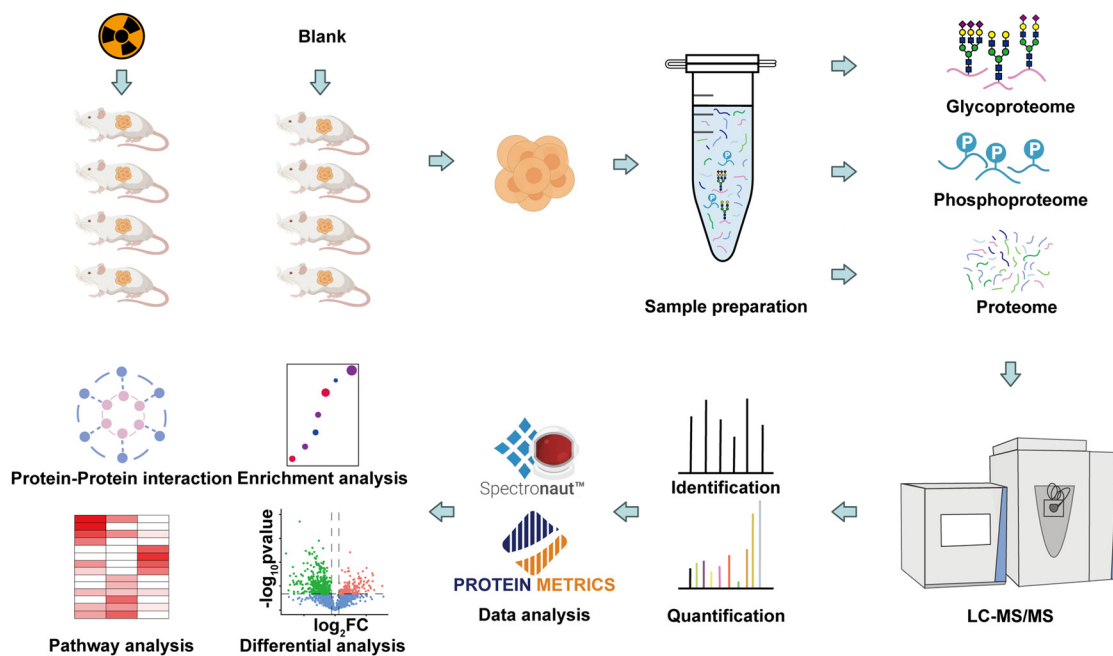 Blank
Glycoproteome
P P P
Phosphoproteome
P
P
Sample preparation
Proteome
Protein-Protein interaction
Enrichment analysis
Spectronaut™
Identification
-log10pvalue
PROTEIN METRICS
log2FC
Pathway analysis
Differential analysis
Data analysis
Quantification
LC-MS/MS